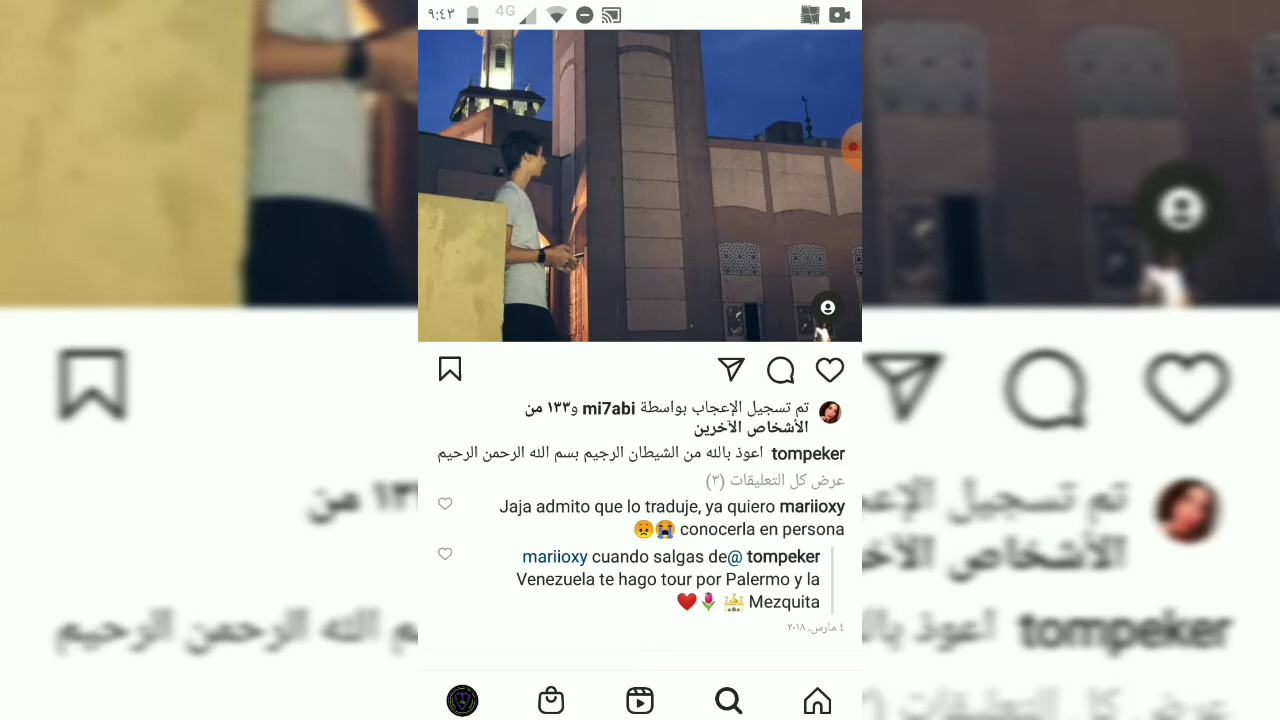 ٩:٤٣
4G
تم تسجيل الإعجاب بواسطة mi7abi و١٣٣ من
الأشخاص الآخرين
tompeker اعوذ بالله من الشيطان الرجيم بسم الله الرحمن الرحيم
عرض كل التعليقات (٣)
mariioxy Jaja admito que lo traduje, ya quiero
conocerla en persona 😭😡
tompeker @mariioxy cuando salgas de
Venezuela te hago tour por Palermo y la
Mezquita 🕌🌷❤️
٤ مارس، ٢٠١٨